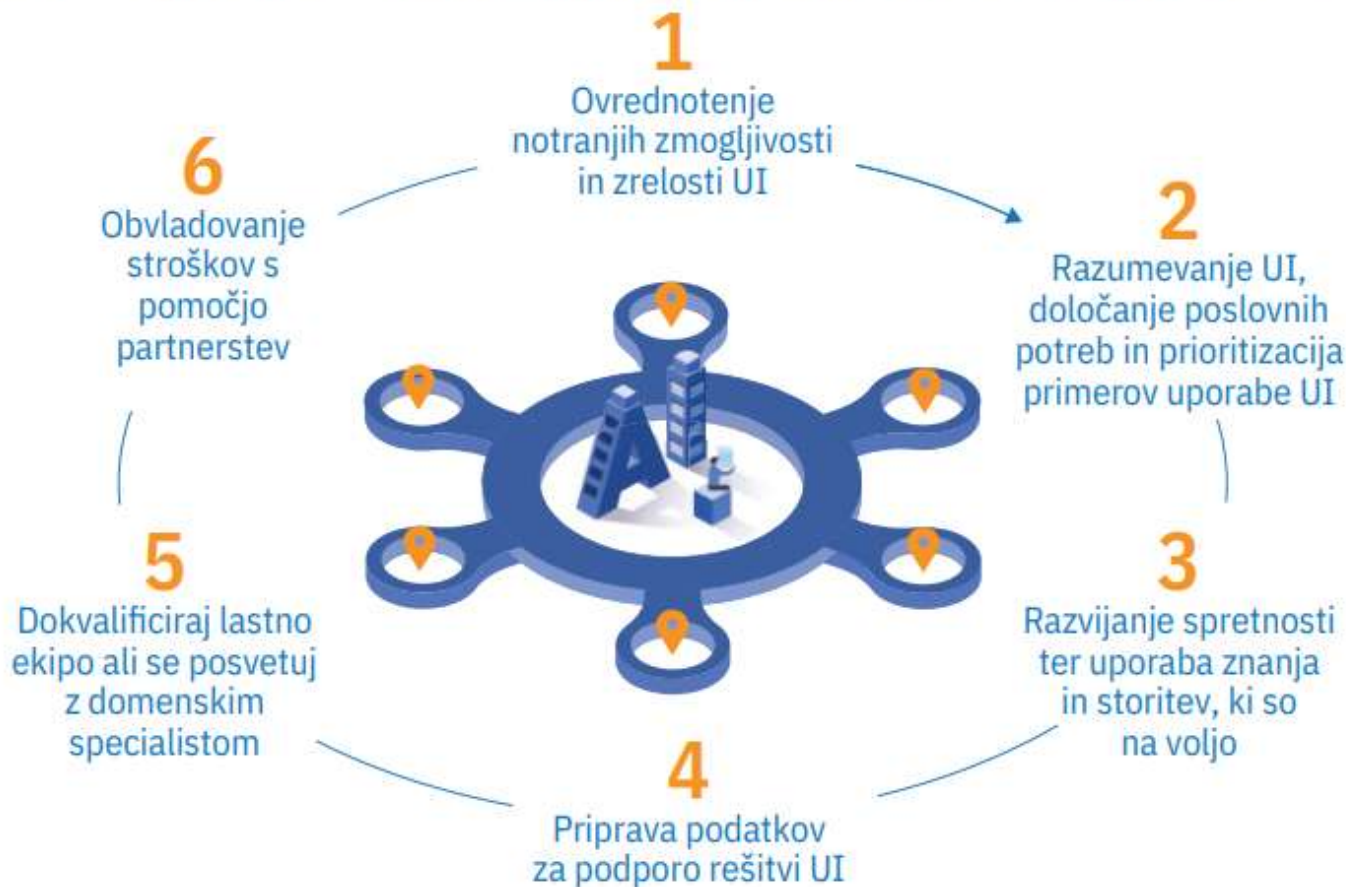 1
Ovrednotenje
notranjih zmogljivosti
in zrelosti UI
2
Razumevanje UI,
določanje poslovnih
potreb in prioritizacija
primerov uporabe UI
3
Razvijanje spretnosti
ter uporaba znanja
in storitev, ki so
na voljo
4
Priprava podatkov
za podporo rešitvi UI
5
Dokvalificiraj lastno
ekipo ali se posvetuj
z domenskim
specialistom
6
Obvladovanje
stroškov s
pomočjo
partnerstev
AI